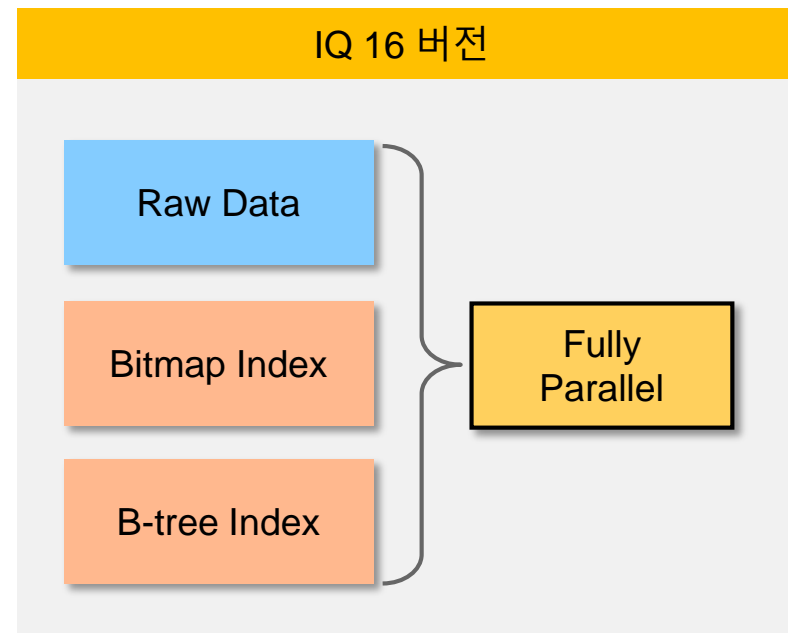 IQ 16 버전
Raw Data
Bitmap Index
B-tree Index
Fully
Parallel